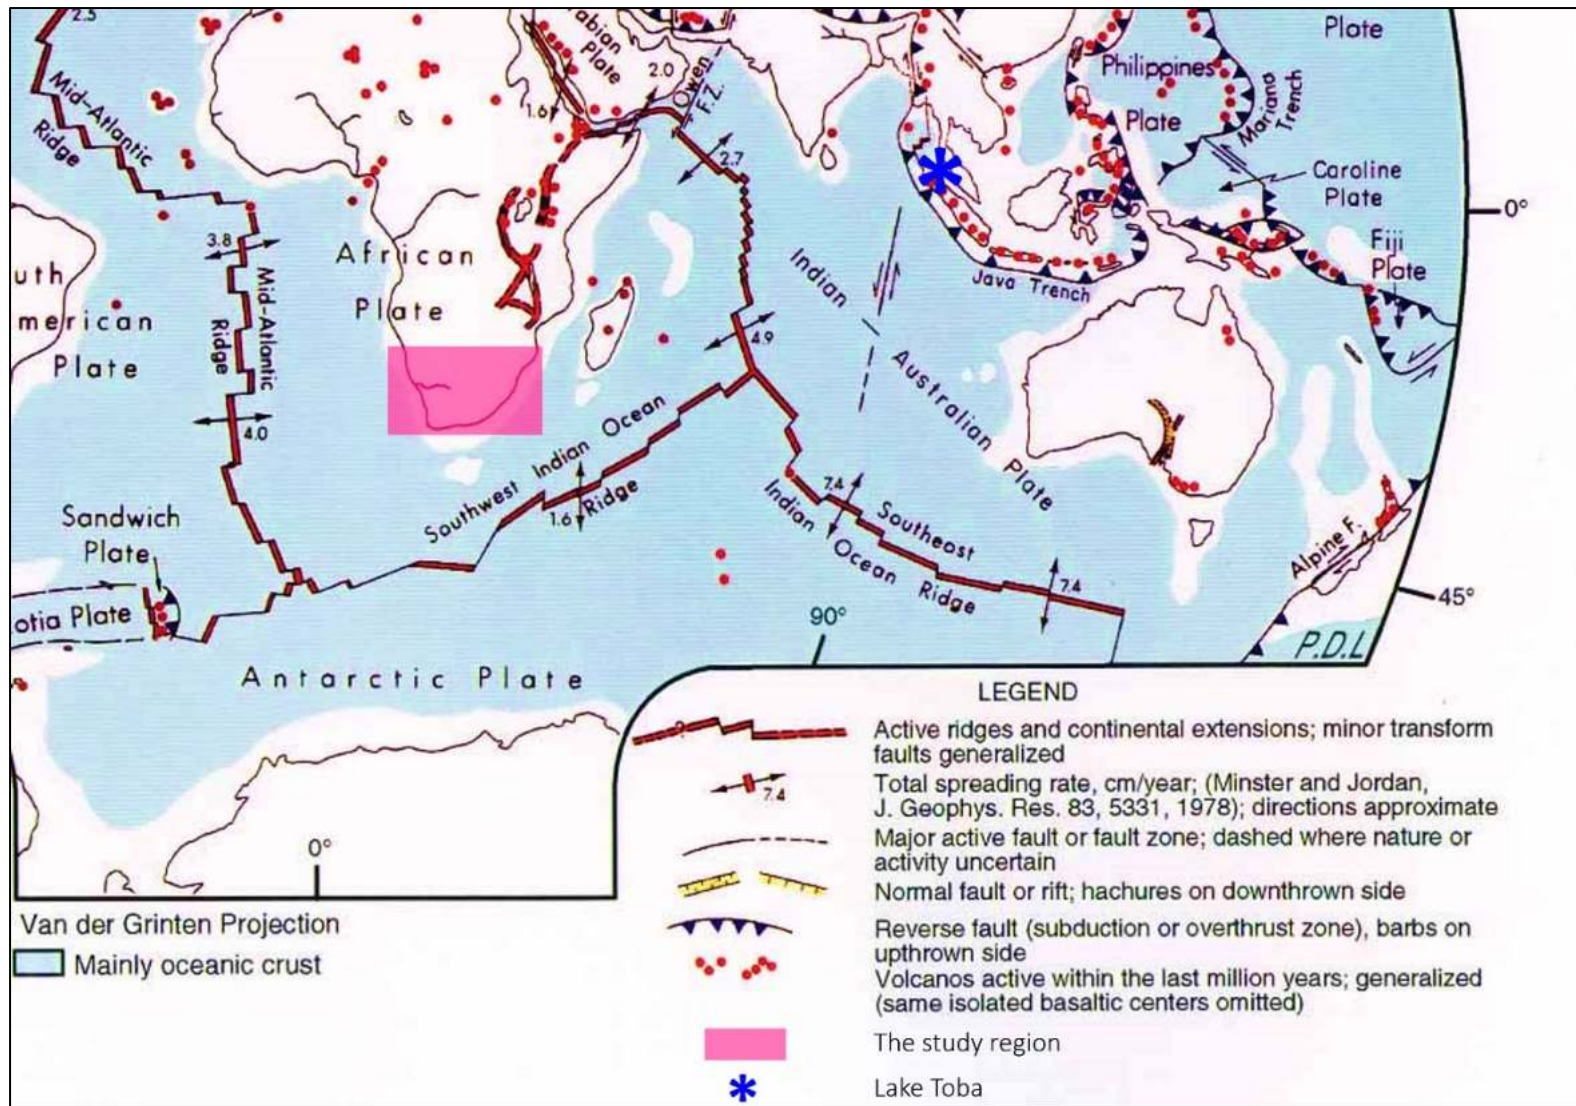 2.5
Mid-Atlantic
Ridge
abian
Plate
2.0
Owen
F.Z.
1.6
2.7
Philippines
Plate
Plate
Mariana
Trench
Caroline
Plate
0°
Fiji
Plate
African
Plate
3.8
Mid-Atlantic
Ridge
4.0
uth
merican
Plate
Indian
Australian
Plate
Java Trench
4.9
Southwest Indian Ocean
Ridge
1.6
7.4
Southeast
Indian Ocean Ridge
7.4
Alpine F.
45°
90°
P.D.L
Sandwich
Plate
otia Plate
Antarctic Plate
0°
LEGEND
Active ridges and continental extensions; minor transform
faults generalized
Total spreading rate, cm/year; (Minster and Jordan,
J. Geophys. Res. 83, 5331, 1978); directions approximate
7.4
Major active fault or fault zone; dashed where nature or
activity uncertain
Normal fault or rift; hachures on downthrown side
Reverse fault (subduction or overthrust zone), barbs on
upthrown side
Volcanos active within the last million years; generalized
(same isolated basaltic centers omitted)
The study region
Lake Toba
Van der Grinten Projection
Mainly oceanic crust